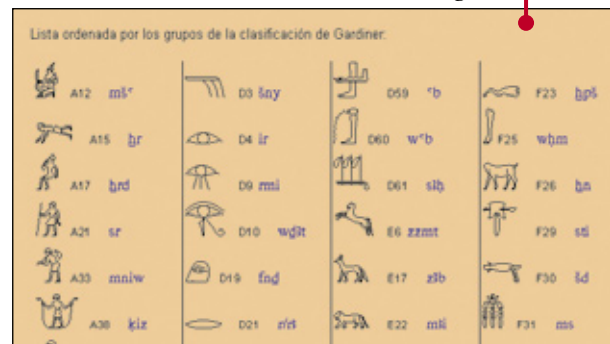 Lista ordenada por los grupos de la clasificación de Gardiner:
A12 mšꜥ D3 šny D59 ꜥb F23 ḫpš
A15 ḫr D4 ir D60 wꜥb F25 wḥm
A17 ẖrd D9 rmi D61 sꜣḥ F26 ẖn
A21 sr D10 wḏꜣt E6 zzmt F29 sti
A33 mniw D19 fnḏ E17 zꜣb F30 šd
A38 ḳiz D21 E22 mꜣi F31 ms